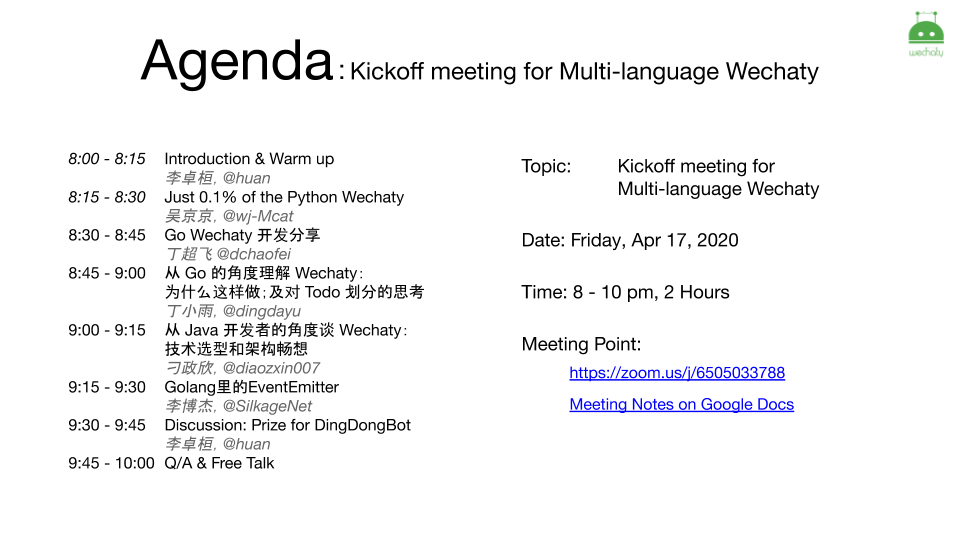 wechaty
Agenda: Kickoff meeting for Multi-language Wechaty
8:00 - 8:15 Introduction & Warm up
李卓桓, @huan
8:15 - 8:30 Just 0.1% of the Python Wechaty
吴京京, @wj-Mcat
8:30 - 8:45 Go Wechaty 开发分享
丁超飞 @dchaofei
8:45 - 9:00 从 Go 的角度理解 Wechaty：
为什么这样做；及对 Todo 划分的思考
丁小雨, @dingdayu
9:00 - 9:15 从 Java 开发者的角度谈 Wechaty：
技术选型和架构畅想
刁政欣, @diaozxin007
9:15 - 9:30 Golang里的EventEmitter
李博杰, @SilkageNet
9:30 - 9:45 Discussion: Prize for DingDongBot
李卓桓, @huan
9:45 - 10:00 Q/A & Free Talk
Topic: Kickoff meeting for
Multi-language Wechaty
Date: Friday, Apr 17, 2020
Time: 8 - 10 pm, 2 Hours
Meeting Point:
https://zoom.us/j/6505033788
Meeting Notes on Google Docs